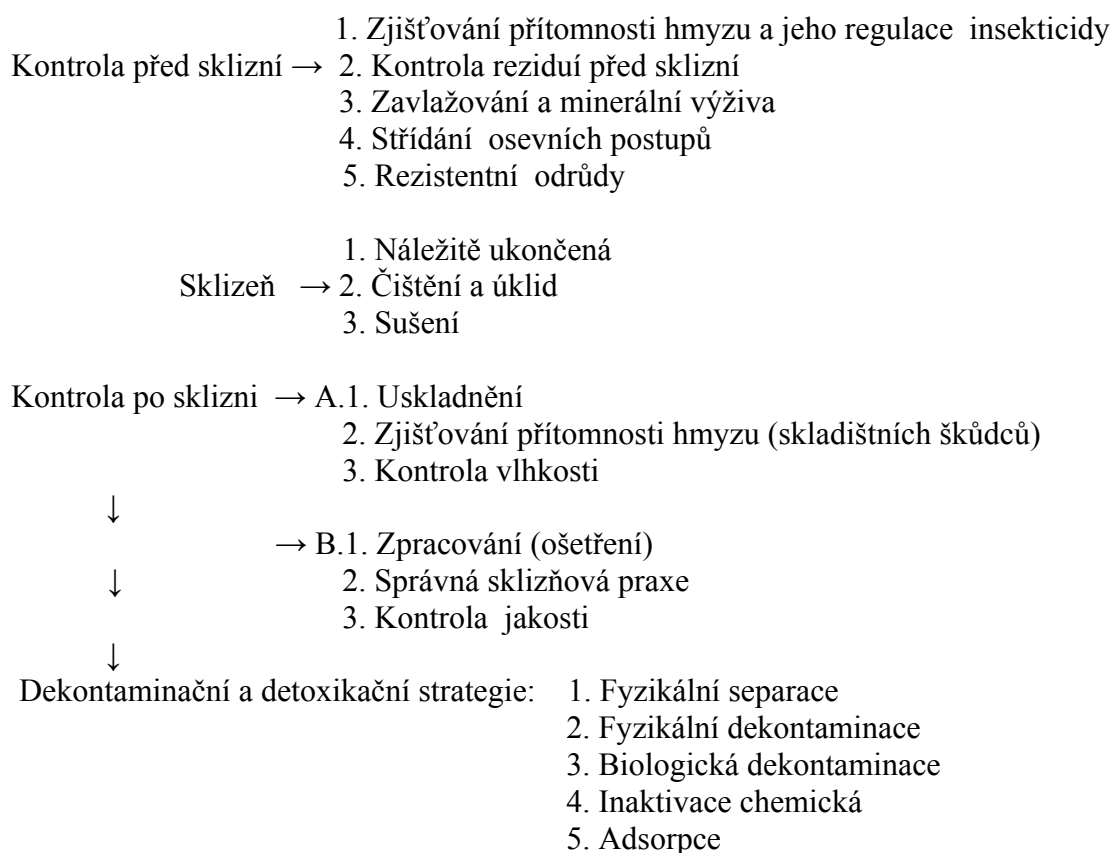 1. Zjišťování přítomnosti hmyzu a jeho regulace insekticidy
Kontrola před sklizní → 2. Kontrola reziduí před sklizní
3. Zavlažování a minerální výživa
4. Střídání osevních postupů
5. Rezistentní odrůdy
1. Náležitě ukončená
Sklizeň → 2. Čištění a úklid
3. Sušení
Kontrola po sklizni → A.1. Uskladnění
2. Zjišťování přítomnosti hmyzu (skladištních škůdců)
3. Kontrola vlhkosti
↓
→ B.1. Zpracování (ošetření)
↓ 2. Správná sklizňová praxe
3. Kontrola jakosti
↓
Dekontaminační a detoxikační strategie: 1. Fyzikální separace
2. Fyzikální dekontaminace
3. Biologická dekontaminace
4. Inaktivace chemická
5. Adsorpce